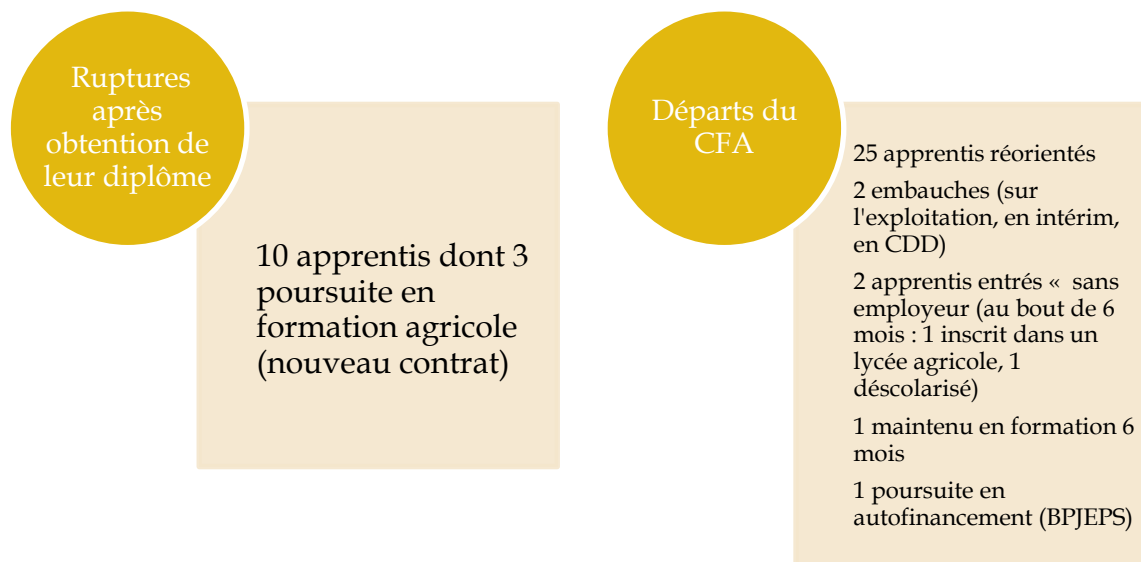 Ruptures
après
obtention de
leur diplôme
10 apprentis dont 3
poursuite en
formation agricole
(nouveau contrat)
Départs du
CFA
25 apprentis réorientés
2 embauches (sur
l'exploitation, en intérim,
en CDD)
2 apprentis entrés «  sans
employeur (au bout de 6
mois : 1 inscrit dans un
lycée agricole, 1
déscolarisé)
1 maintenu en formation 6
mois
1 poursuite en
autofinancement (BPJEPS)